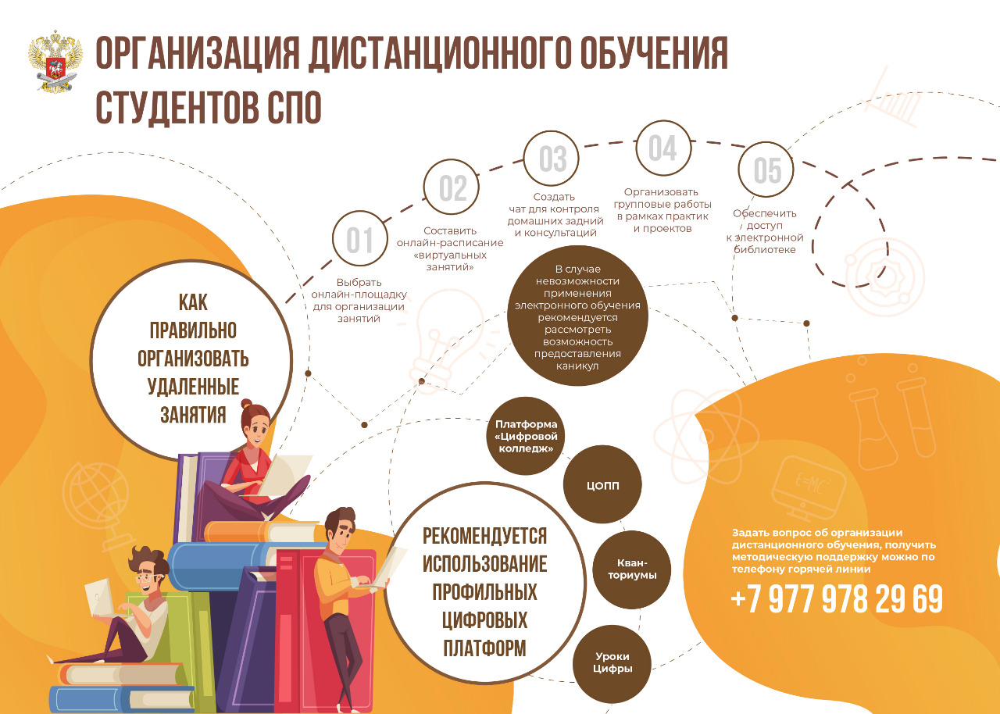 ОРГАНИЗАЦИЯ ДИСТАНЦИОННОГО ОБУЧЕНИЯ
СТУДЕНТОВ СПО
КАК
ПРАВИЛЬНО
ОРГАНИЗОВАТЬ
УДАЛЕННЫЕ
ЗАНЯТИЯ
01
Выбрать
онлайн-площадку
для организации
занятий
02
Составить
онлайн-расписание
«виртуальных
занятий»
03
Создать
чат для контроля
домашних задний
и консультаций
04
Организовать
групповые работы
в рамках практик
и проектов
05
Обеспечить
доступ
к электронной
библиотеке
В случае
невозможности
применения
электронного обучения
рекомендуется
рассмотреть
возможность
предоставления
каникул
РЕКОМЕНДУЕТСЯ
ИСПОЛЬЗОВАНИЕ
ПРОФИЛЬНЫХ
ЦИФРОВЫХ
ПЛАТФОРМ
Платформа
«Цифровой
колледж»
ЦОПП
Кван-
ториумы
Уроки
Цифры
E=MC²
Задать вопрос об организации
дистанционного обучения, получить
методическую поддержку можно по
телефону горячей линии
+7 977 978 29 69